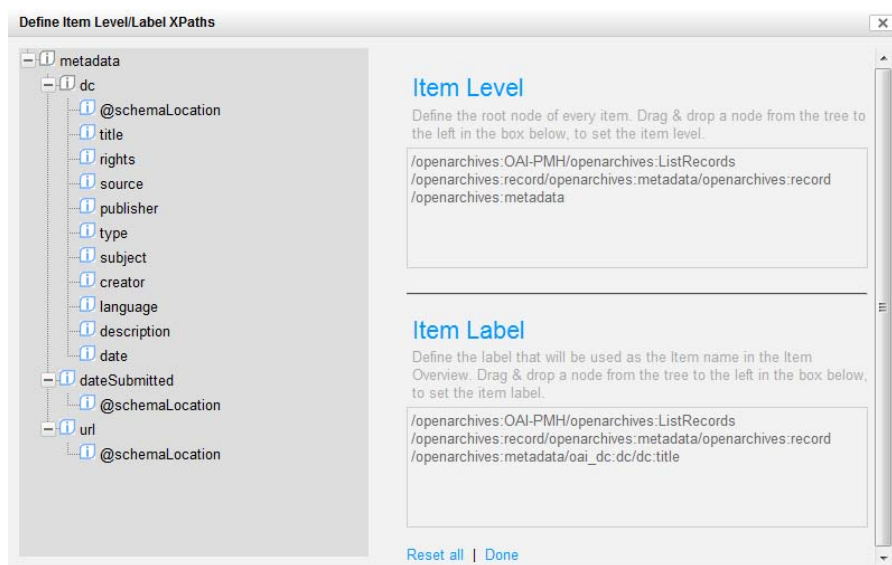 Define Item Level/Label XPaths
metadata
dc
@schemaLocation
title
rights
source
publisher
type
subject
creator
language
description
date
dateSubmitted
@schemaLocation
url
@schemaLocation
Item Level
Define the root node of every item. Drag & drop a node from the tree to
the left in the box below, to set the item level.
/openarchives:OAI-PMH/openarchives:ListRecords
/openarchives:record/openarchives:metadata/openarchives:record
/openarchives:metadata
Item Label
Define the label that will be used as the Item name in the Item
Overview. Drag & drop a node from the tree to the left in the box below,
to set the item label.
/openarchives:OAI-PMH/openarchives:ListRecords
/openarchives:record/openarchives:metadata/openarchives:record
/openarchives:metadata/oai_dc:dc/dc:title
Reset all | Done